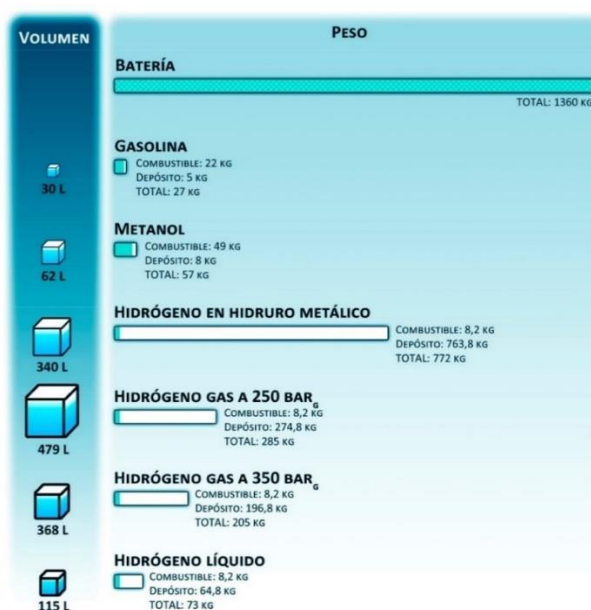 VOLUMEN
PESO
BATERÍA
TOTAL: 1360 KG
GASOLINA
COMBUSTIBLE: 22 KG
DEPÓSITO: 5 KG
TOTAL: 27 KG
30 L
METANOL
COMBUSTIBLE: 49 KG
DEPÓSITO: 8 KG
TOTAL: 57 KG
62 L
HIDRÓGENO EN HIDRURO METÁLICO
COMBUSTIBLE: 8,2 KG
DEPÓSITO: 763,8 KG
TOTAL: 772 KG
340 L
HIDRÓGENO GAS A 250 BARG
COMBUSTIBLE: 8,2 KG
DEPÓSITO: 274,8 KG
TOTAL: 285 KG
479 L
HIDRÓGENO GAS A 350 BARG
COMBUSTIBLE: 8,2 KG
DEPÓSITO: 196,8 KG
TOTAL: 205 KG
368 L
HIDRÓGENO LÍQUIDO
COMBUSTIBLE: 8,2 KG
DEPÓSITO: 64,8 KG
TOTAL: 73 KG
115 L